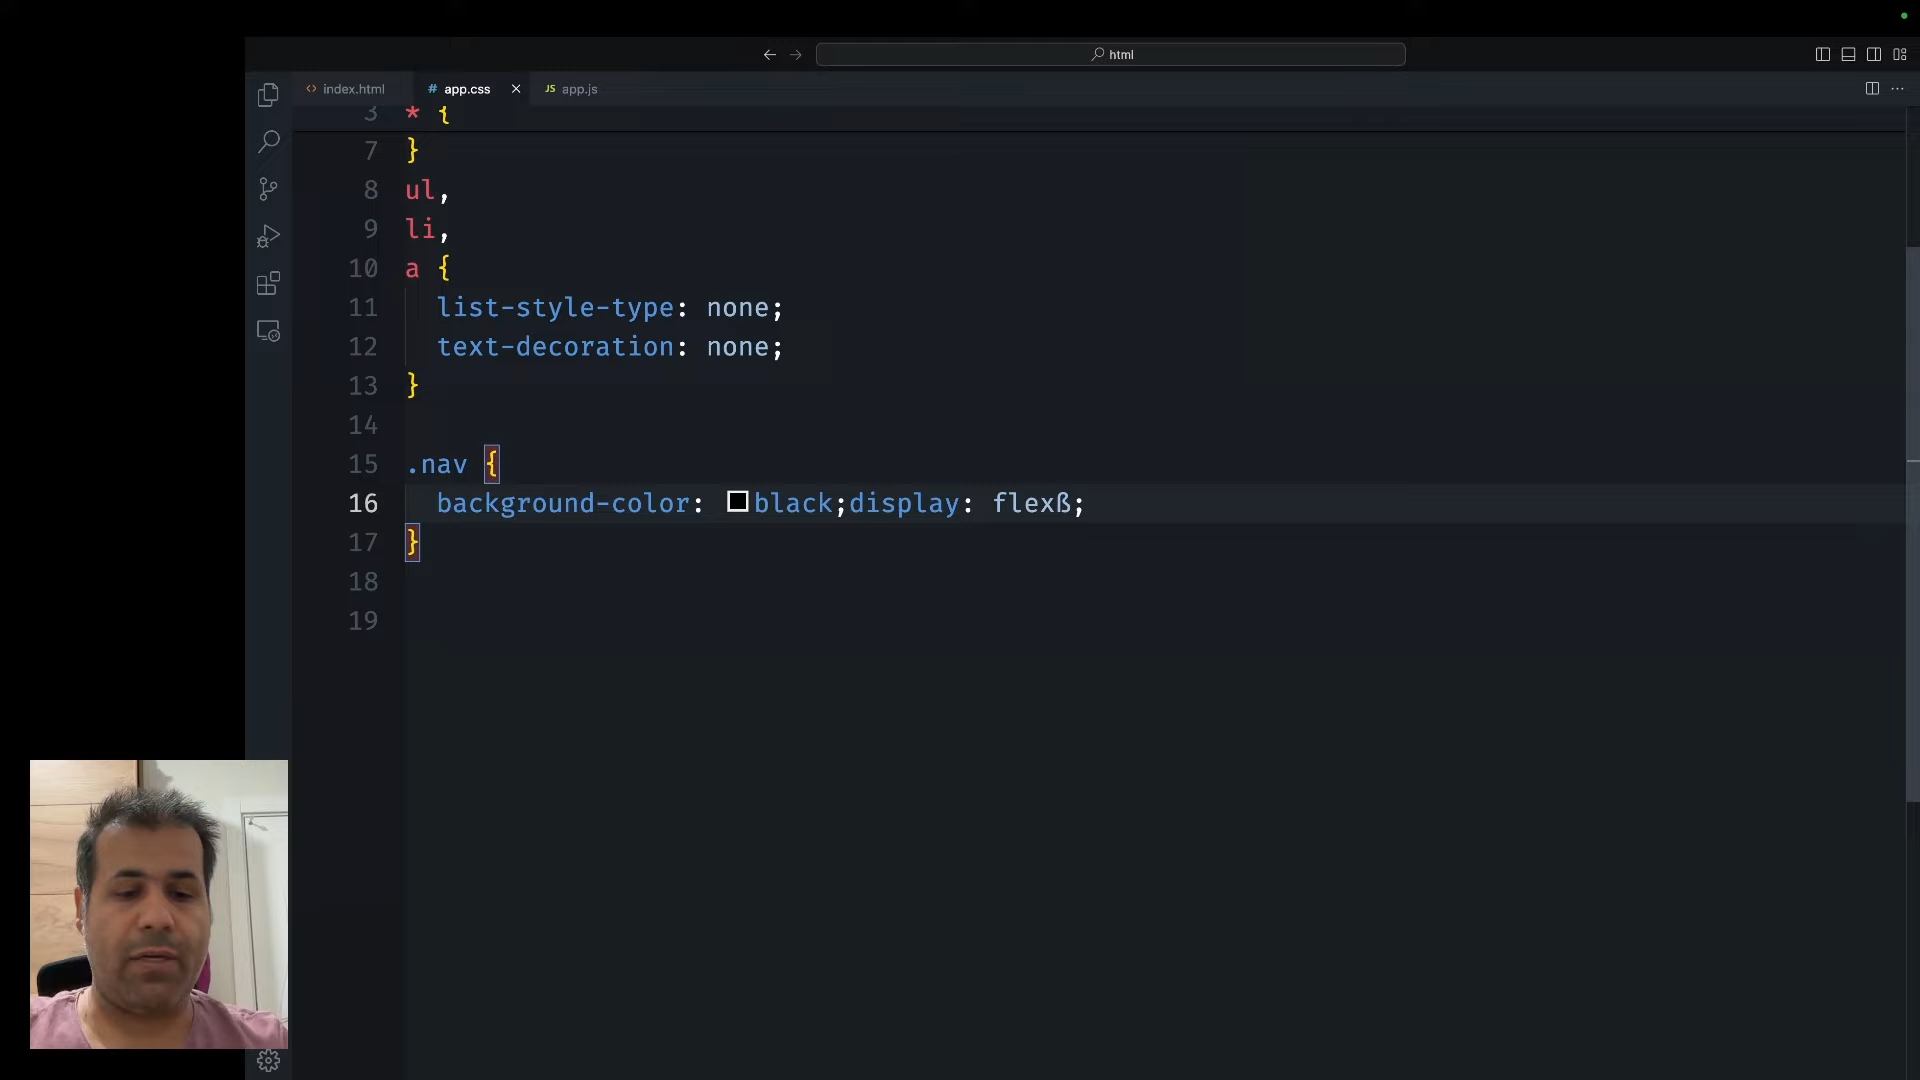 html
index.html
# app.css
JS app.js
3 * {
7 }
8 ul,
9 li,
10 a {
11 list-style-type: none;
12 text-decoration: none;
13 }
14
15 .nav {
16 background-color: black;display: flexß;
17 }
18
19